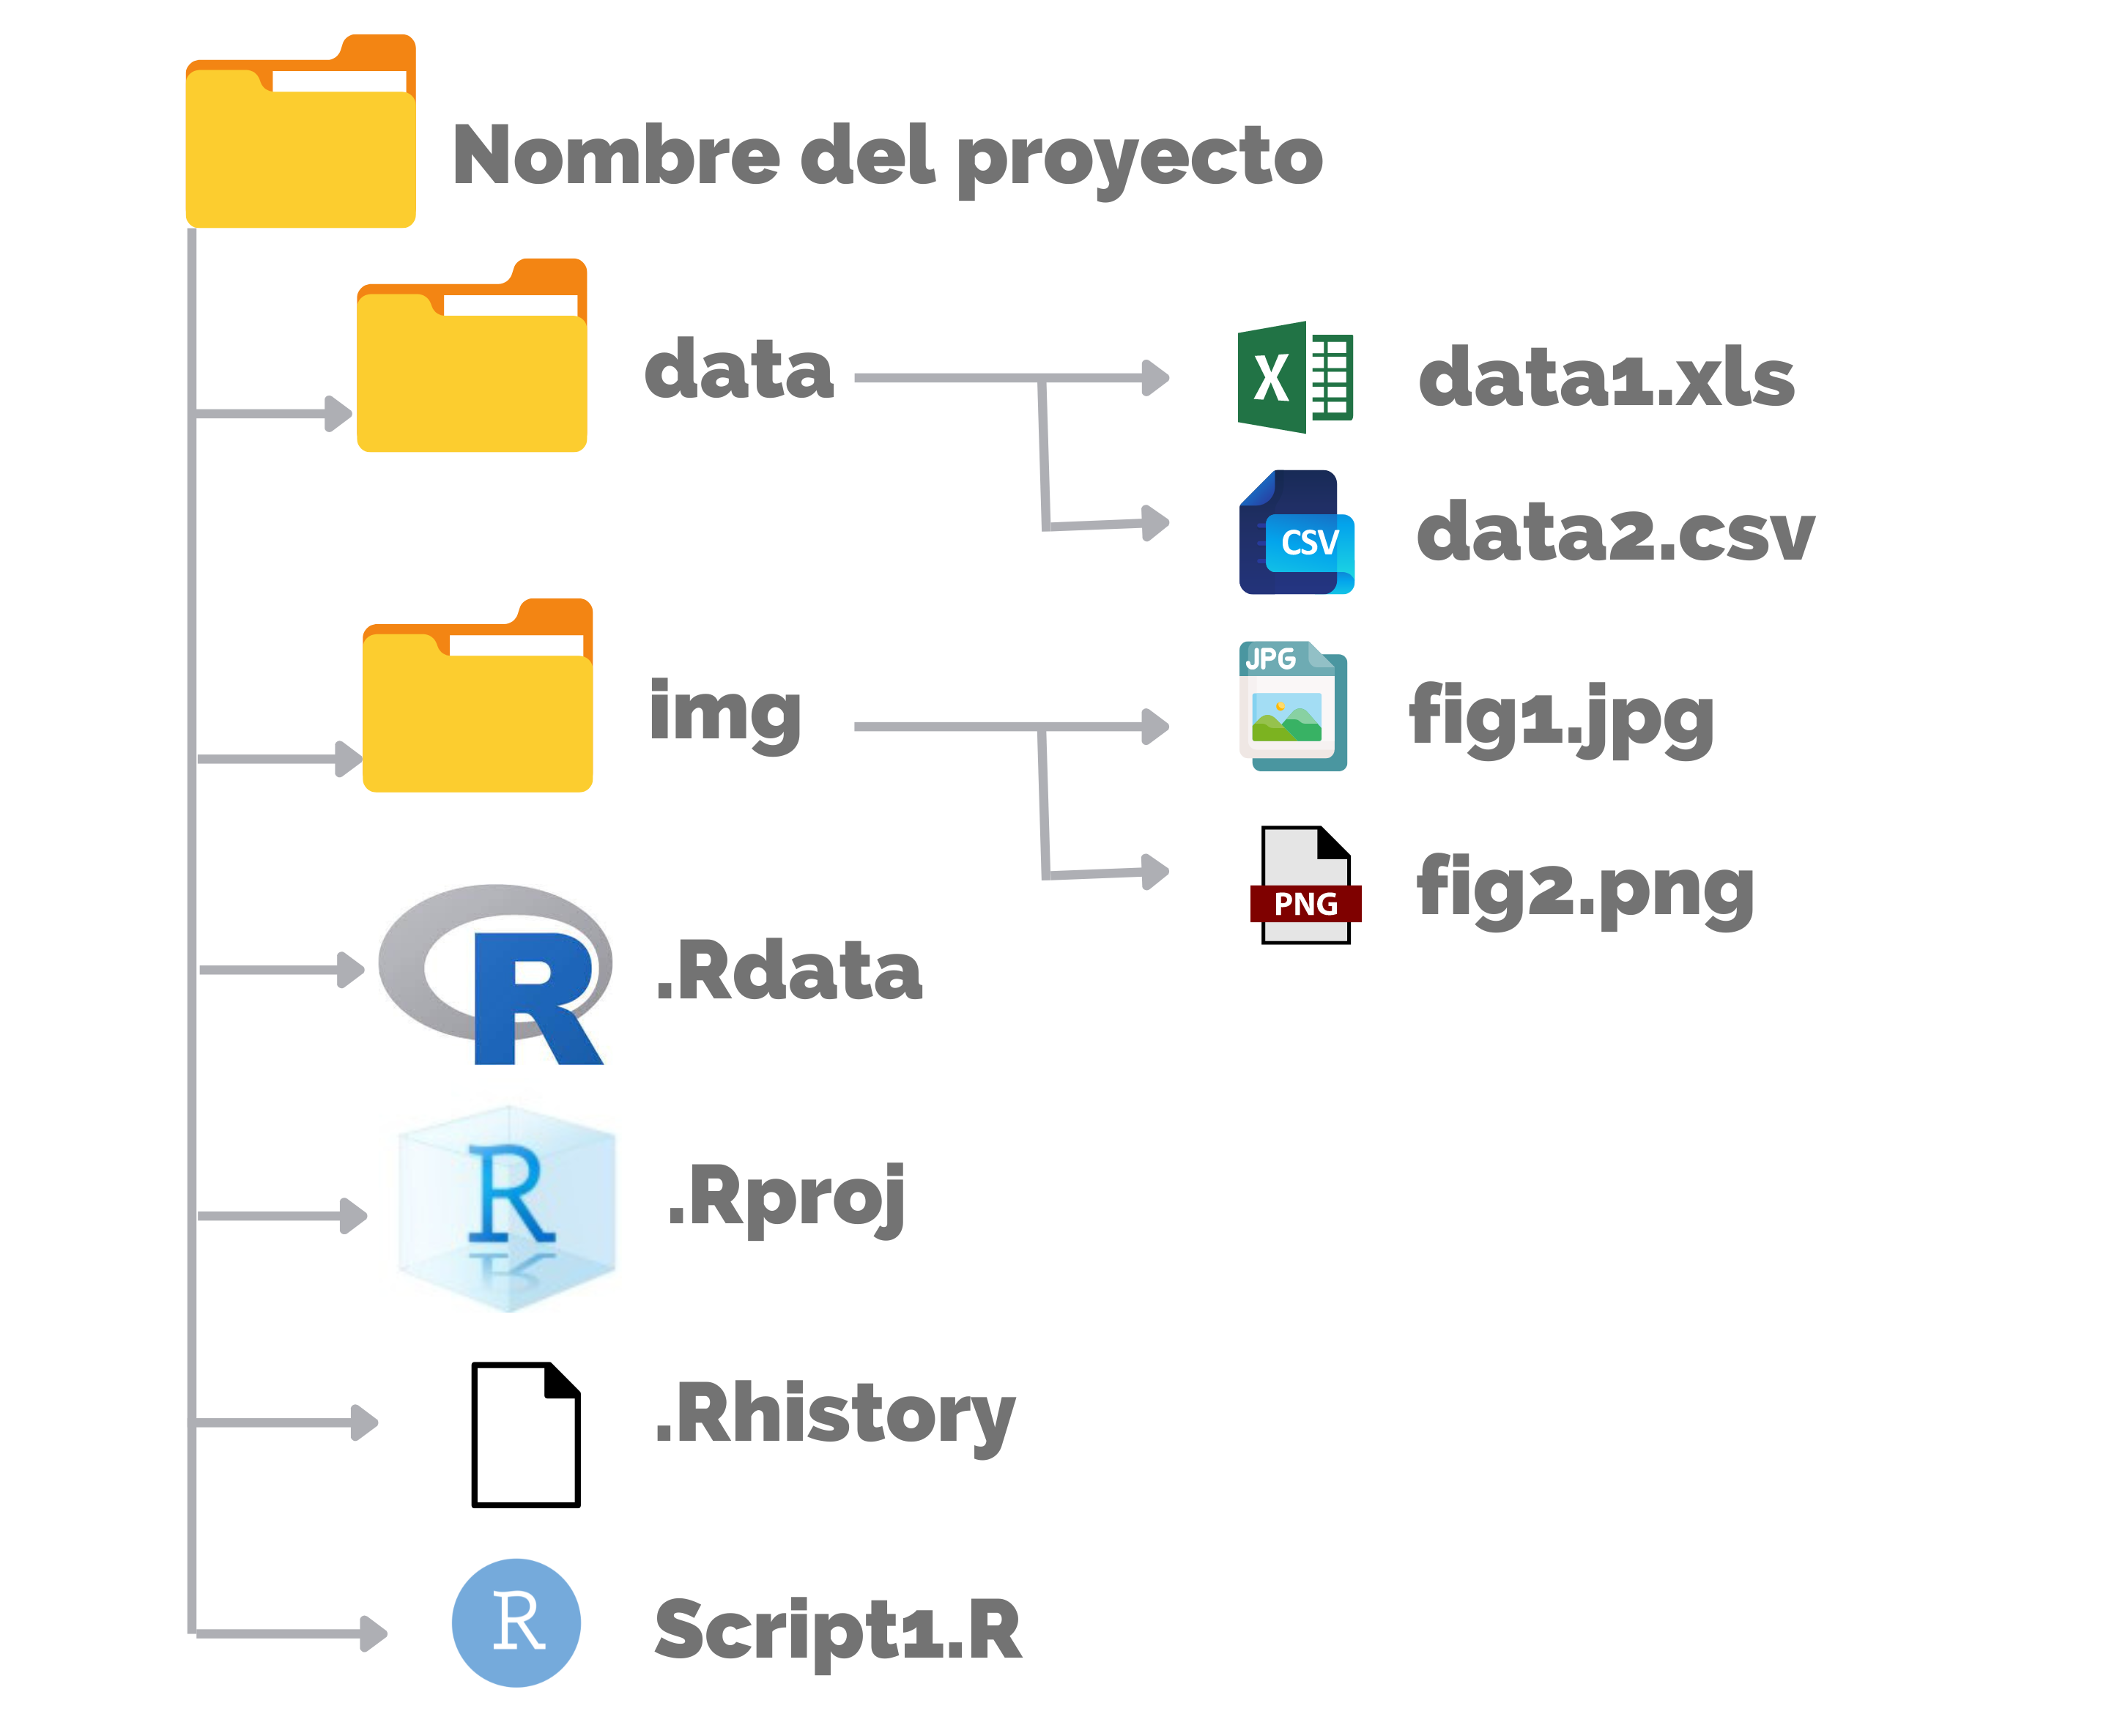 Nombre del proyecto
data
X
data1.xls
CSV
data2.csv
img
JPG
fig1.jpg
PNG
fig2.png
R
.Rdata
R
.Rproj
.Rhistory
R
Script1.R